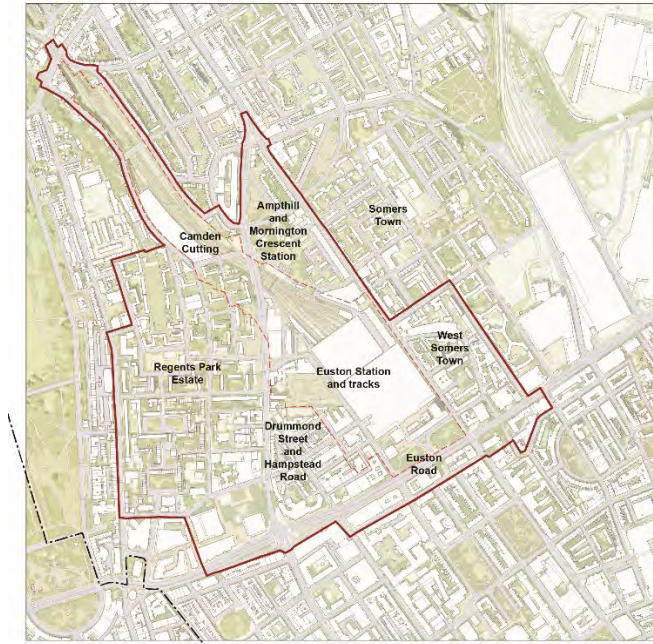 Ampthill
and
Mornington
Crescent
Station
Somers
Town
Camden
Cutting
West
Somers
Town
Regents Park
Estate
Euston Station
and tracks
Drummond
Street
and
Hampstead
Road
Euston
Road